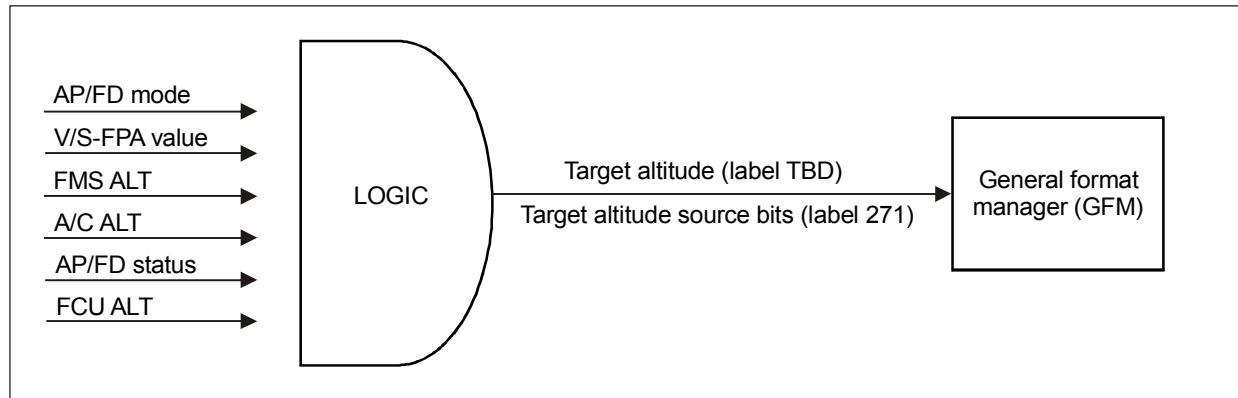 AP/FD mode
V/S-FPA value
FMS ALT
A/C ALT
AP/FD status
FCU ALT
LOGIC
Target altitude (label TBD)
Target altitude source bits (label 271)
General format
manager (GFM)